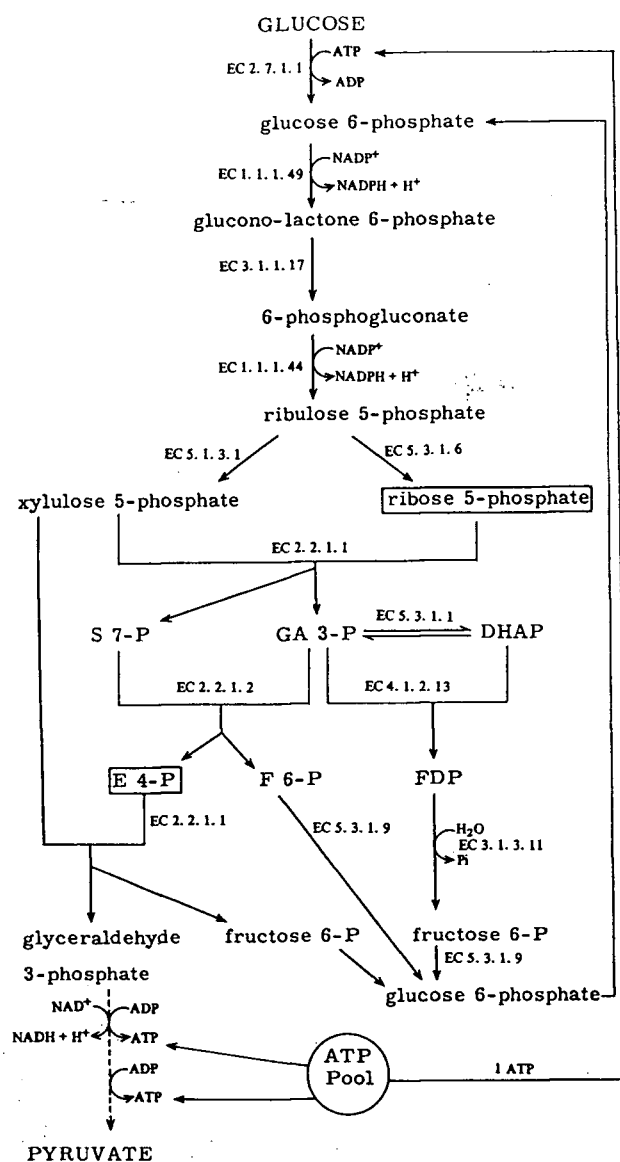 GLUCOSE
ATP
EC 2. 7. 1. 1
ADP
glucose 6-phosphate
NADP⁺
EC 1. 1. 1. 49
NADPH + H⁺
glucono-lactone 6-phosphate
EC 3. 1. 1. 17
6-phosphogluconate
NADP⁺
EC 1. 1. 1. 44
NADPH + H⁺
ribulose 5-phosphate
EC 5. 1. 3. 1
EC 5. 3. 1. 6
xylulose 5-phosphate
ribose 5-phosphate
EC 2. 2. 1. 1
EC 5. 3. 1. 1
S 7-P
GA 3-P
DHAP
EC 2. 2. 1. 2
EC 4. 1. 2. 13
E 4-P
F 6-P
FDP
EC 2. 2. 1. 1
EC 5. 3. 1. 9
H₂O
EC 3. 1. 3. 11
Pi
glyceraldehyde
3-phosphate
fructose 6-P
fructose 6-P
EC 5. 3. 1. 9
glucose 6-phosphate
NAD⁺
ADP
NADH + H⁺
ATP
ADP
ATP
ATP
Pool
1 ATP
PYRUVATE